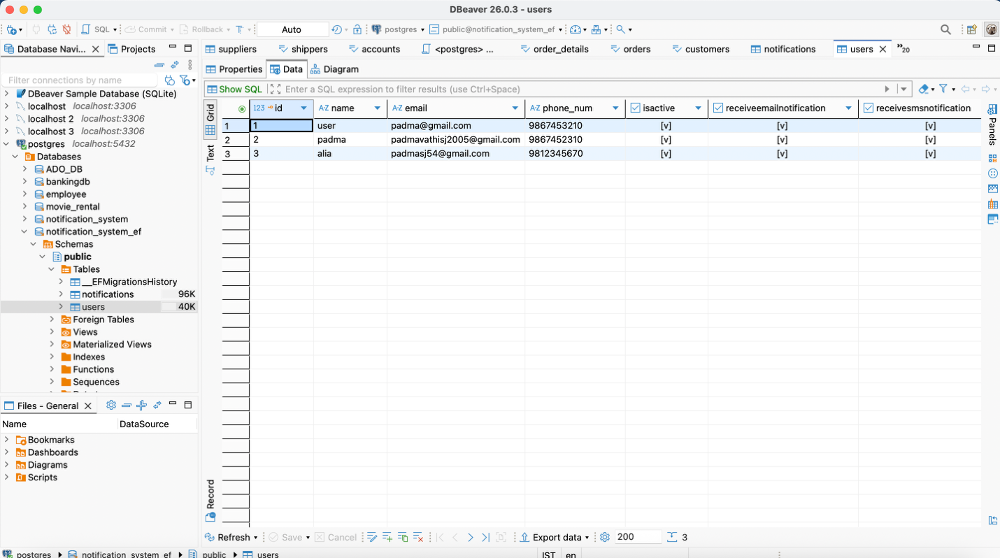 DBeaver 26.0.3 - users
SQL Commit Rollback T Auto postgres public@notification_system_ef
Database Navi... Projects
suppliers shippers accounts <postgres> ... order_details orders customers notifications users »20
Properties Data Diagram
Filter connections by name
Show SQL Enter a SQL expression to filter results (use Ctrl+Space)
DBeaver Sample Database (SQLite)
localhost localhost:3306
localhost 2 localhost:3306
localhost 3 localhost:3306
postgres localhost:5432
Databases
ADO_DB
bankingdb
employee
movie_rental
notification_system
notification_system_ef
Schemas
public
Tables
__EFMigrationsHistory
notifications 96K
users 40K
Foreign Tables
Views
Materialized Views
Indexes
Functions
Sequences
Files - General
Name DataSource
Bookmarks
Dashboards
Diagrams
Scripts
Grid
Text
Record
123 id A-Z name A-Z email A-Z phone_num isactive receiveemailnotification receivesmsnotification
1 1 user padma@gmail.com 9867453210 [v] [v] [v]
2 2 padma padmavathisj2005@gmail.com 9867452310 [v] [v] [v]
3 3 alia padmasj54@gmail.com 9812345670 [v] [v] [v]
Panels
Refresh Save Cancel Export data 200 3
postgres notification_system_ef public users IST en